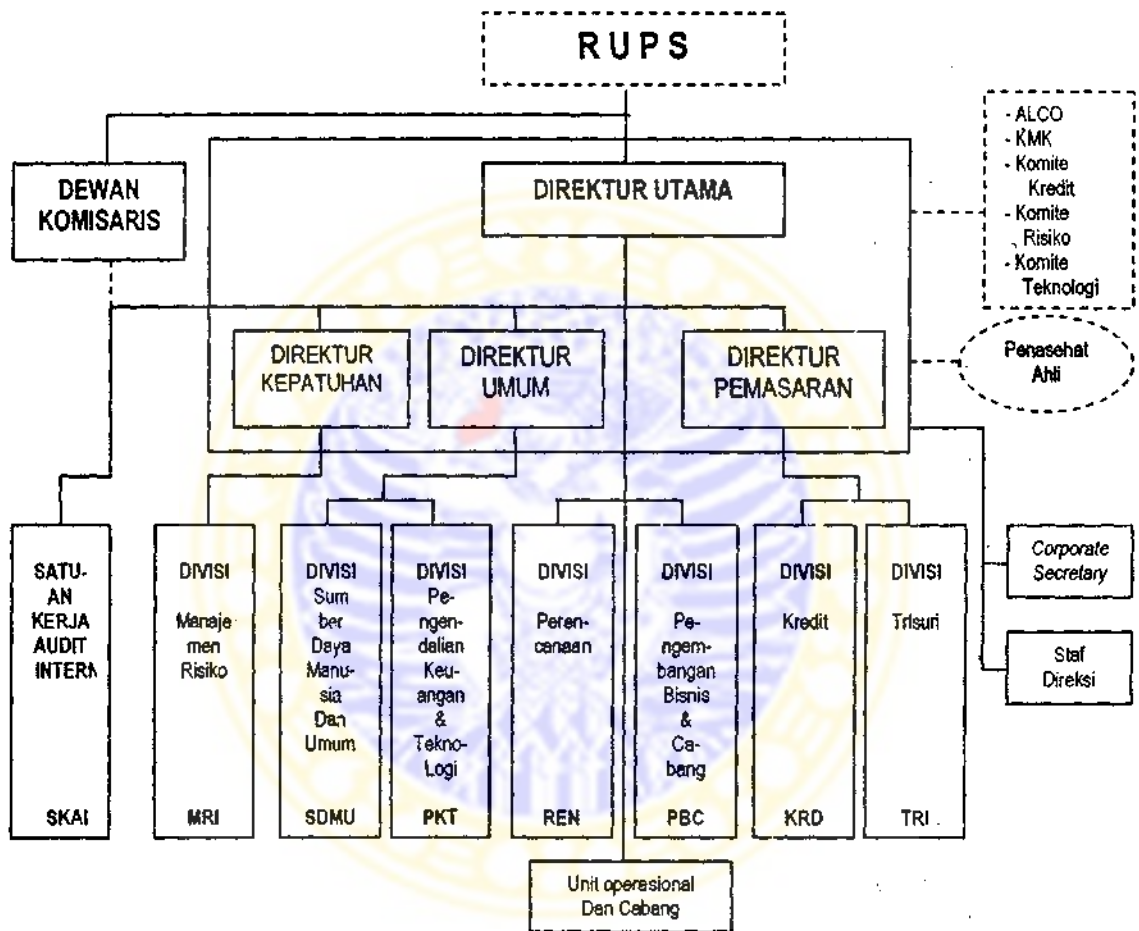 RUPS
- ALCO
- KMK
- Komite
Kredit
- Komite
Risiko
- Komite
Teknologi
DEWAN
KOMISARIS
DIREKTUR UTAMA
DIREKTUR
KEPATUHAN
DIREKTUR
UMUM
DIREKTUR
PEMASARAN
Penasehat
Ahli
SATU-
AN
KERJA
AUDIT
INTERN
SKAI
DIVISI
Manaje
men
Risiko
MRI
DIVISI
Sum
ber
Daya
Manu-
sia
Dan
Umum
SDMU
DIVISI
Pe-
ngen-
dalian
Keu-
angan
&
Tekno-
Logi
PKT
DIVISI
Peren-
canaan
REN
DIVISI
Pe-
ngem-
bangan
Bisnis
&
Ca-
bang
PBC
DIVISI
Kredit
KRD
DIVISI
Trisuri
TRI
Corporate
Secretary
Staf
Direksi
Unit operasional
Dan Cabang